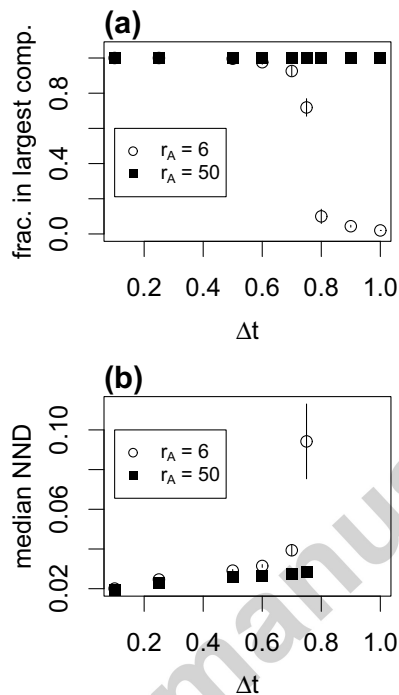 (a)
frac. in largest comp.
0.0 0.4 0.8
r_A = 6
r_A = 50
0.2 0.4 0.6 0.8 1.0
Δt
(b)
median NND
0.02 0.06 0.10
r_A = 6
r_A = 50
0.2 0.4 0.6 0.8 1.0
Δt
manus